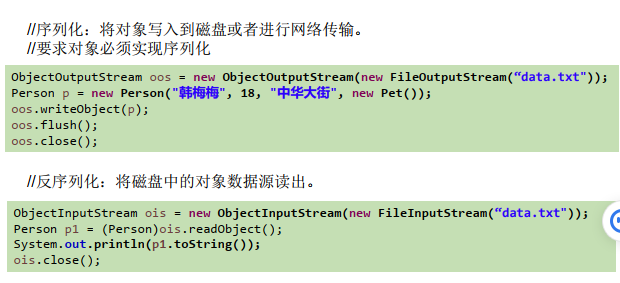 //序列化：将对象写入到磁盘或者进行网络传输。
//要求对象必须实现序列化
ObjectOutputStream oos = new ObjectOutputStream(new FileOutputStream(“data.txt"));
Person p = new Person("韩梅梅", 18, "中华大街", new Pet());
oos.writeObject(p);
oos.flush();
oos.close();
//反序列化：将磁盘中的对象数据源读出。
ObjectInputStream ois = new ObjectInputStream(new FileInputStream(“data.txt"));
Person p1 = (Person)ois.readObject();
System.out.println(p1.toString());
ois.close();